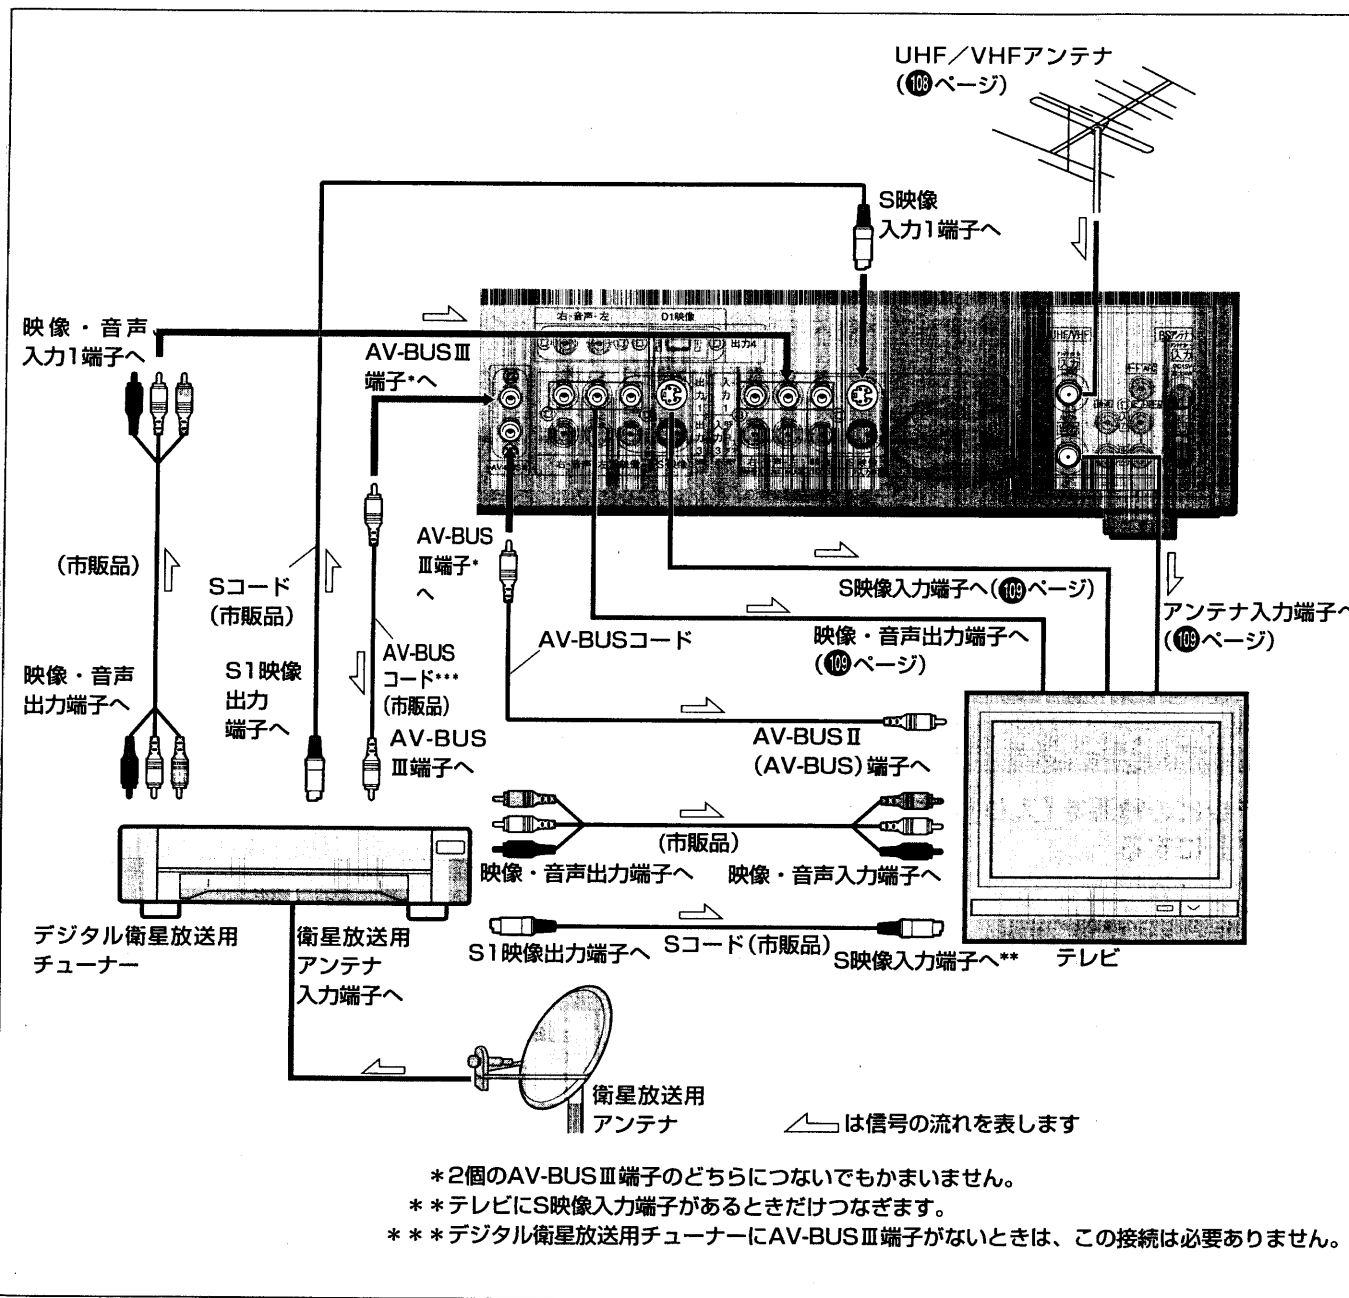 UHF／VHFアンテナ
(108ページ)
S映像
入力1端子へ
映像・音声
入力1端子へ
AV-BUSⅢ
端子*へ
右-音声-左
D1映像
出力4
UHF/VHF
入力
(市販品)
Sコード
(市販品)
AV-BUS
Ⅲ端子*
へ
S映像入力端子へ(109ページ)
アンテナ入力端子へ
(109ページ)
映像・音声出力端子へ
(109ページ)
AV-BUSコード
映像・音声
出力端子へ
S1映像
出力
端子へ
AV-BUS
コード***
(市販品)
AV-BUS
Ⅲ端子へ
AV-BUSⅡ
(AV-BUS)端子へ
(市販品)
映像・音声出力端子へ
映像・音声入力端子へ
S1映像出力端子へ
Sコード(市販品)
S映像入力端子へ**
テレビ
デジタル衛星放送用
チューナー
衛星放送用
アンテナ
入力端子へ
衛星放送用
アンテナ
は信号の流れを表します
＊2個のAV-BUSⅢ端子のどちらにつないでもかまいません。
＊＊テレビにS映像入力端子があるときだけつなぎます。
＊＊＊デジタル衛星放送用チューナーにAV-BUSⅢ端子がないときは、この接続は必要ありません。